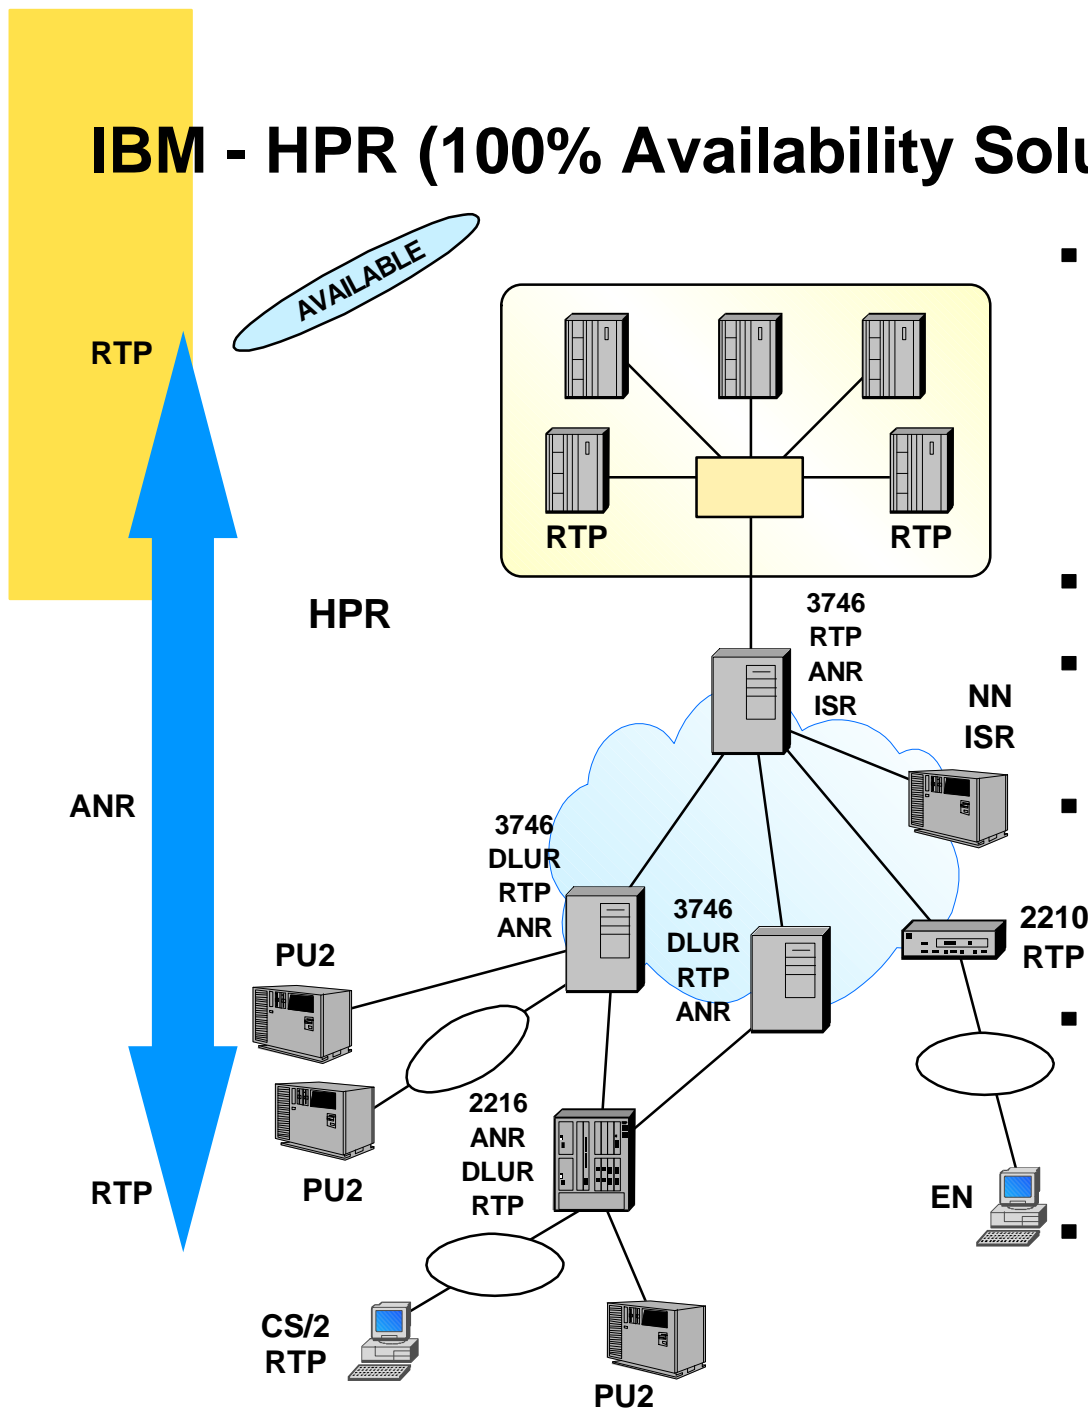 IBM - HPR (100% Availability Solu
AVAILABLE
RTP
RTP
RTP
HPR
3746
RTP
ANR
ISR
NN
ISR
ANR
3746
DLUR
RTP
ANR
3746
DLUR
RTP
ANR
2210
RTP
PU2
2216
ANR
DLUR
RTP
PU2
RTP
EN
CS/2
RTP
PU2